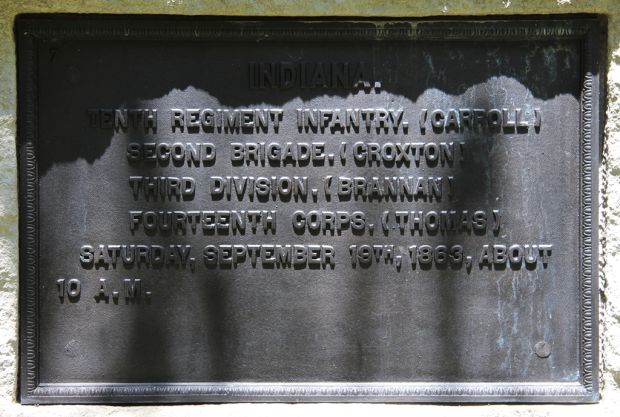 INDIANA.
TENTH REGIMENT INFANTRY. (CARROLL)
SECOND BRIGADE. (CROXTON)
THIRD DIVISION. (BRANNAN)
FOURTEENTH CORPS. (THOMAS)
SATURDAY, SEPTEMBER 19TH, 1863, ABOUT
10 A.M.